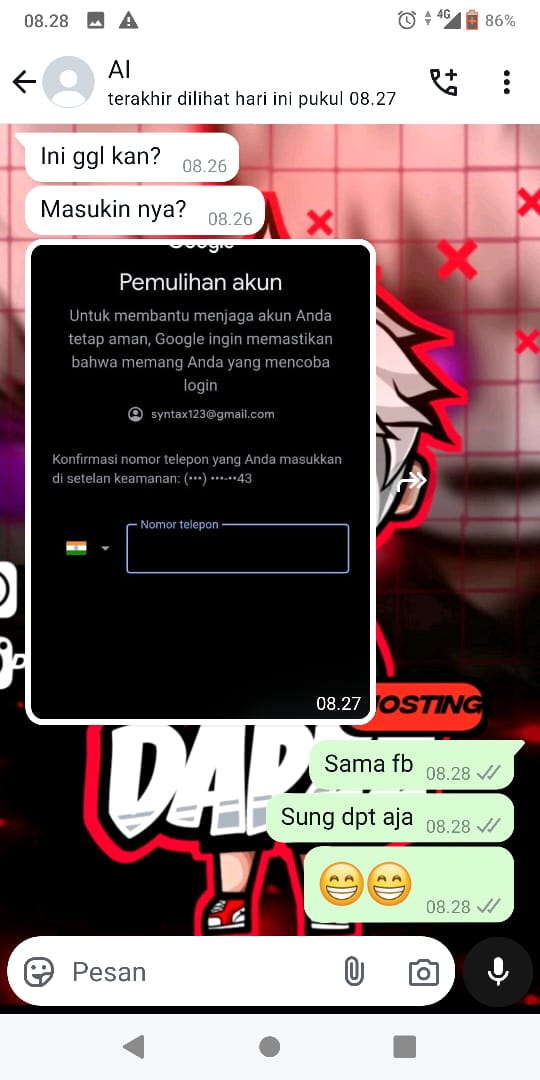 08.28
4G
86%
Al
terakhir dilihat hari ini pukul 08.27
Ini ggl kan?
08.26
Masukin nya?
08.26
Google
Pemulihan akun
Untuk membantu menjaga akun Anda
tetap aman, Google ingin memastikan
bahwa memang Anda yang mencoba
login
syntax123@gmail.com
Konfirmasi nomor telepon yang Anda masukkan
di setelan keamanan: (•••) •••-••43
Nomor telepon
08.27
HOSTING
Sama fb
08.28
Sung dpt aja
08.28
😁😁
08.28
Pesan